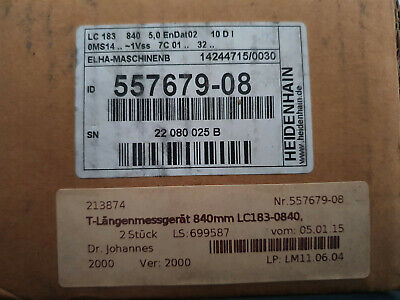 LC 183 840 5,0 EnDat02 10 D I
0MS14 .. ~1Vss 7C 01 .. 32 ..
ELHA-MASCHINENB 14244715/0030
ID 557679-08
SN 22 080 025 B
HEIDENHAIN
www.heidenhain.de
213874 Nr.557679-08
T-Längenmessgerät 840mm LC183-0840,
2 Stück LS:699587 vom: 05.01.15
Dr. Johannes
2000 Ver: 2000 LP: LM11.06.04